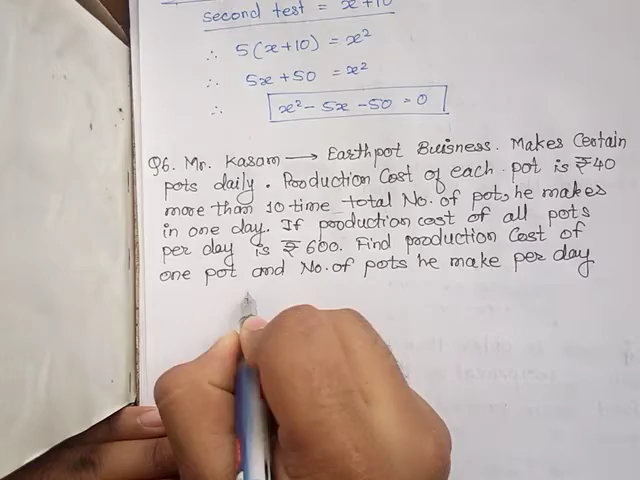 second test = x+10
∴ 5(x+10) = x²
∴ 5x+50 = x²
∴ x² - 5x - 50 = 0
Q6. Mr. Kasam → Earthpot Buisness. Makes Certain
pots daily. Production Cost of each pot is ₹40
more than 10 time total No. of pots, he makes
in one day. If production cost of all pots
per day is ₹ 600. Find production Cost of
one pot and No. of pots he make per day